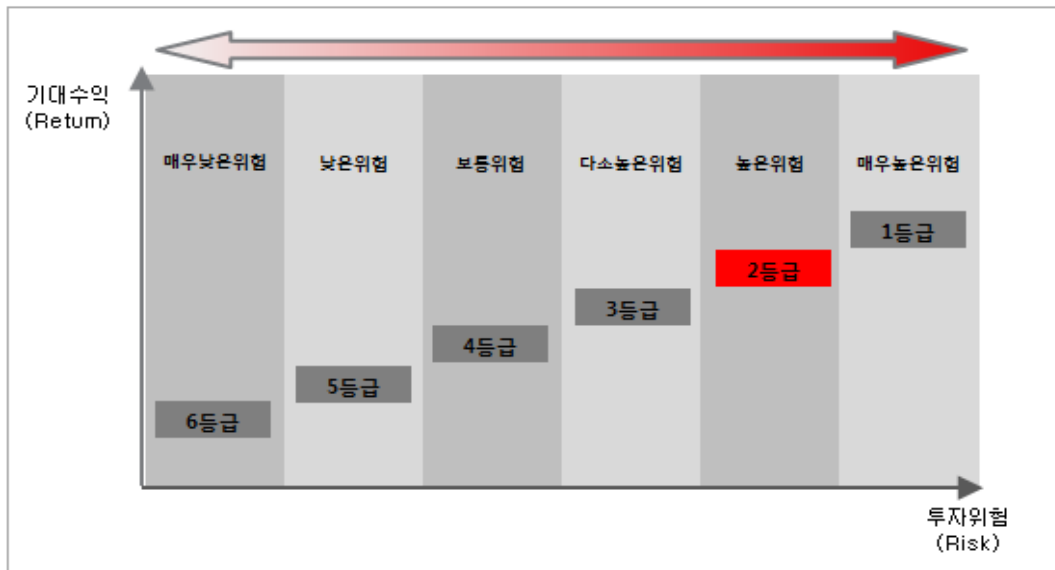 기대수익
(Return)
매우낮은위험
낮은위험
보통위험
다소높은위험
높은위험
매우높은위험
1등급
2등급
3등급
4등급
5등급
6등급
투자위험
(Risk)